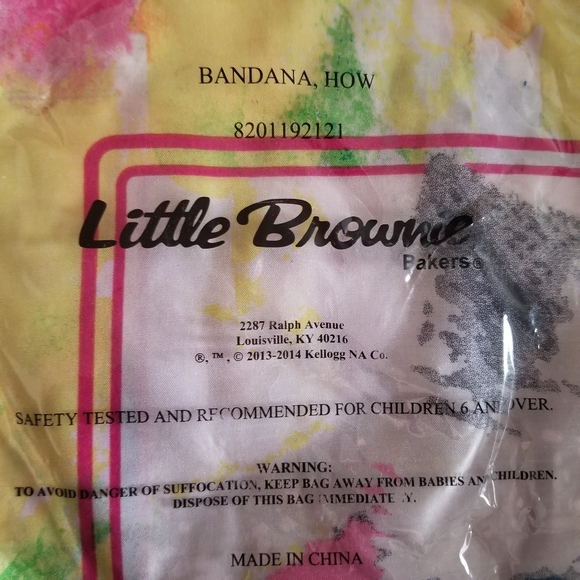 BANDANA, HOW
8201192121
Little Brownie
Bakers®
2287 Ralph Avenue
Louisville, KY 40216
®, ™, © 2013-2014 Kellogg NA Co.
SAFETY TESTED AND RECOMMENDED FOR CHILDREN 6 AND OVER.
WARNING:
TO AVOID DANGER OF SUFFOCATION, KEEP BAG AWAY FROM BABIES AND CHILDREN.
DISPOSE OF THIS BAG IMMEDIATELY.
MADE IN CHINA